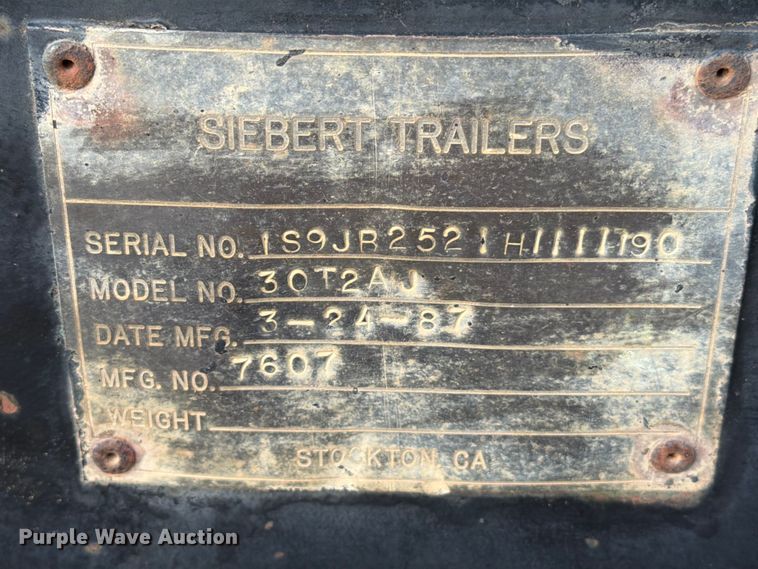 SIEBERT TRAILERS
SERIAL NO. 1S9JB2521H1111190
MODEL NO. 30T2AJ
DATE MFG. 3-24-87
MFG. NO. 7607
WEIGHT
STOCKTON, CA
Purple Wave Auction